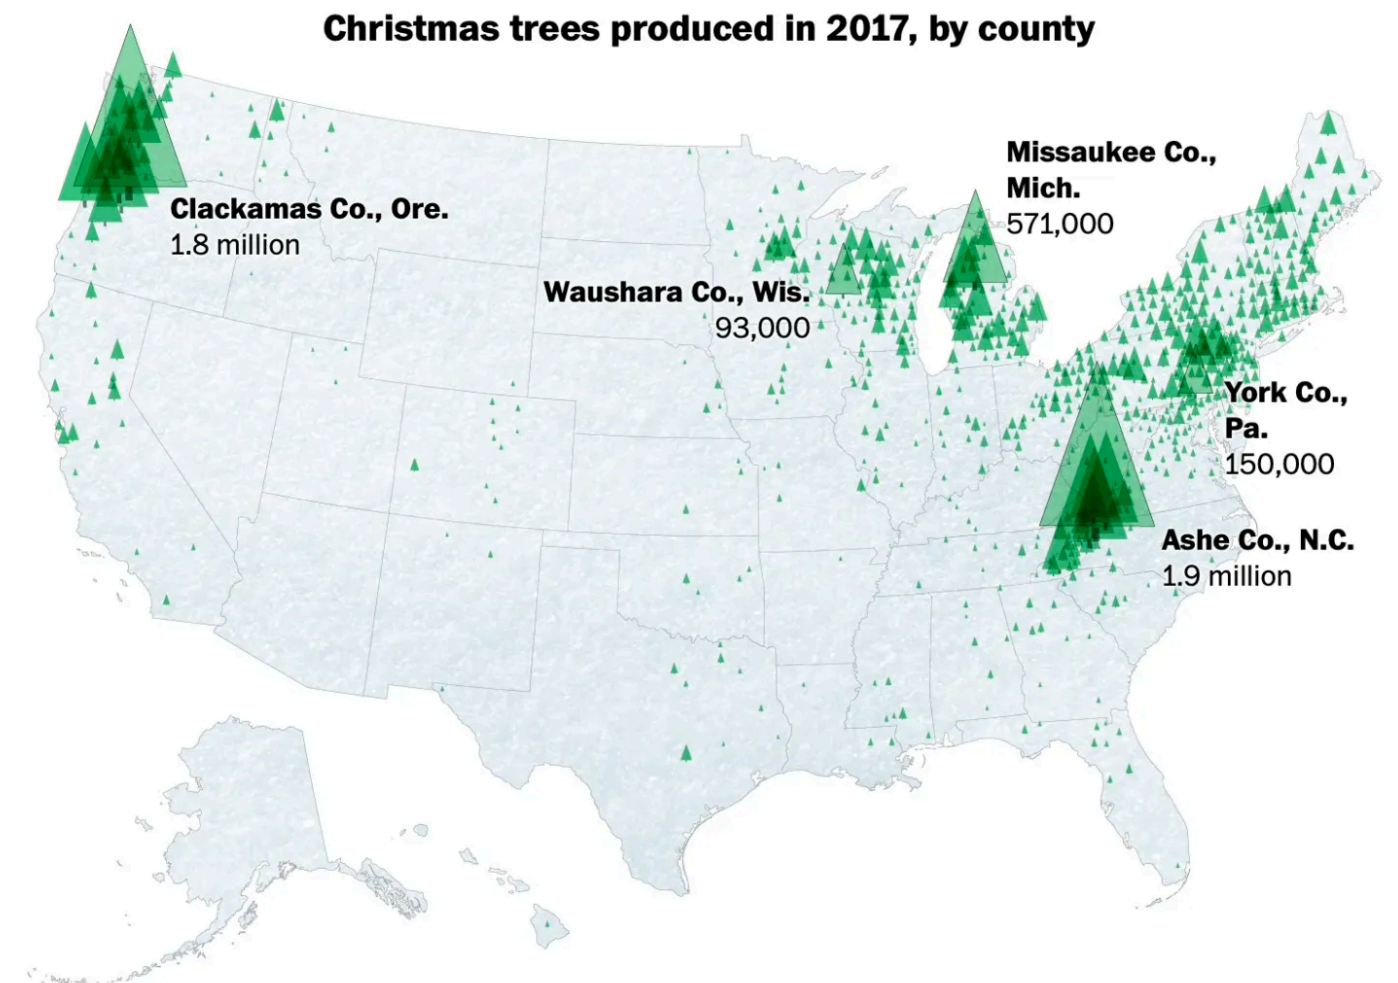 Christmas trees produced in 2017, by county
Missaukee Co.,
Mich.
571,000
Clackamas Co., Ore.
1.8 million
Waushara Co., Wis.
93,000
York Co.,
Pa.
150,000
Ashe Co., N.C.
1.9 million